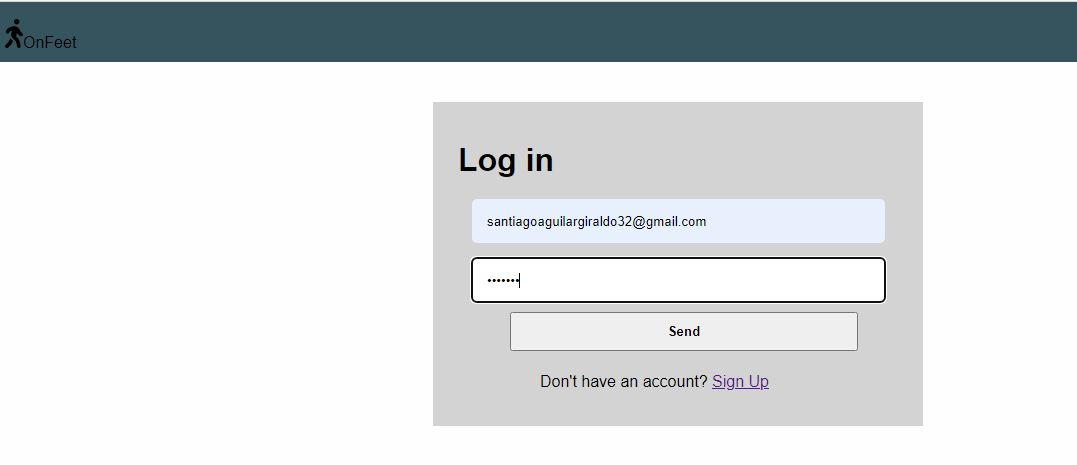 OnFeet
Log in
santiagoaguilargiraldo32@gmail.com
•••••••
Send
Don't have an account? Sign Up